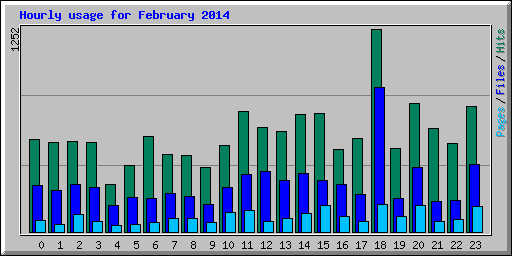 Hourly usage for February 2014
1252
Pages/Files/Hits
0 1 2 3 4 5 6 7 8 9 10 11 12 13 14 15 16 17 18 19 20 21 22 23